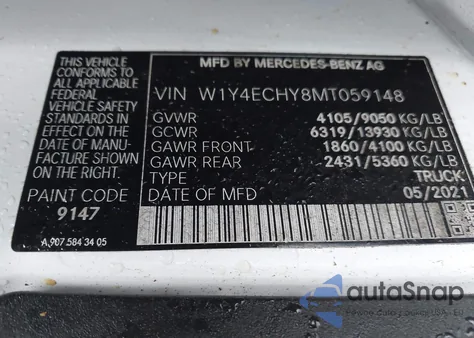 MFD BY MERCEDES-BENZ AG
THIS VEHICLE
CONFORMS TO
ALL APPLICABLE
FEDERAL MOTOR
VEHICLE SAFETY
STANDARDS IN
EFFECT ON THE
DATE OF MANU-
FACTURE SHOWN
PAINT CODE
9147
A 907 584 34 05
VIN W1Y4ECHY8MT059148
GVWR 4105/9050 KG/LB
GCWR 6319/13930 KG/LB
GAWR FRONT 1860/4100 KG/LB
GAWR REAR 2431/5360 KG/LB
TYPE TRUCK
DATE OF MFD 05/2021
autoSnap